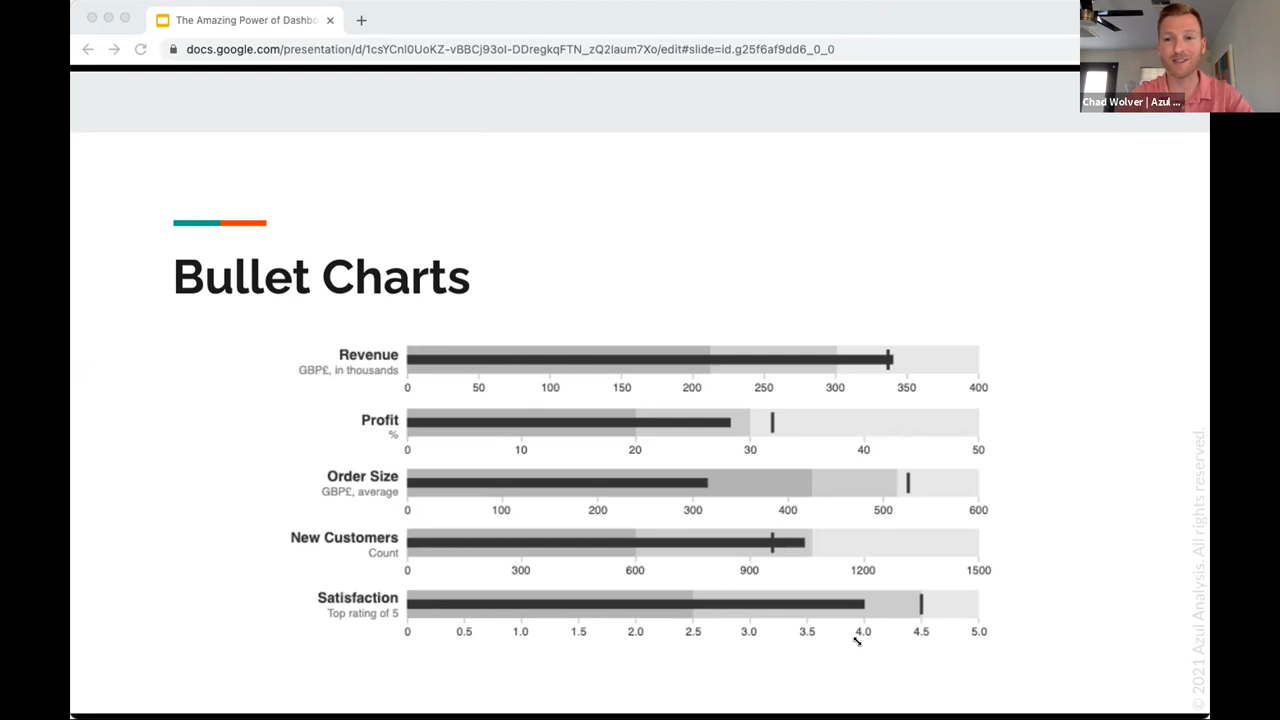 The Amazing Power of Dashbo
docs.google.com/presentation/d/1csYCnl0UoKZ-vBBCj93oI-DDregkqFTN_zQ2laum7Xo/edit#slide=id.g25f6af9dd6_0_0
Chad Wolver | Azul ...
Bullet Charts
Revenue
GBP£, in thousands
0 50 100 150 200 250 300 350 400
Profit
%
0 10 20 30 40 50
Order Size
GBP£, average
0 100 200 300 400 500 600
New Customers
Count
0 300 600 900 1200 1500
Satisfaction
Top rating of 5
0 0.5 1.0 1.5 2.0 2.5 3.0 3.5 4.0 4.5 5.0
© 2021 Azul Analysis. All rights reserved.